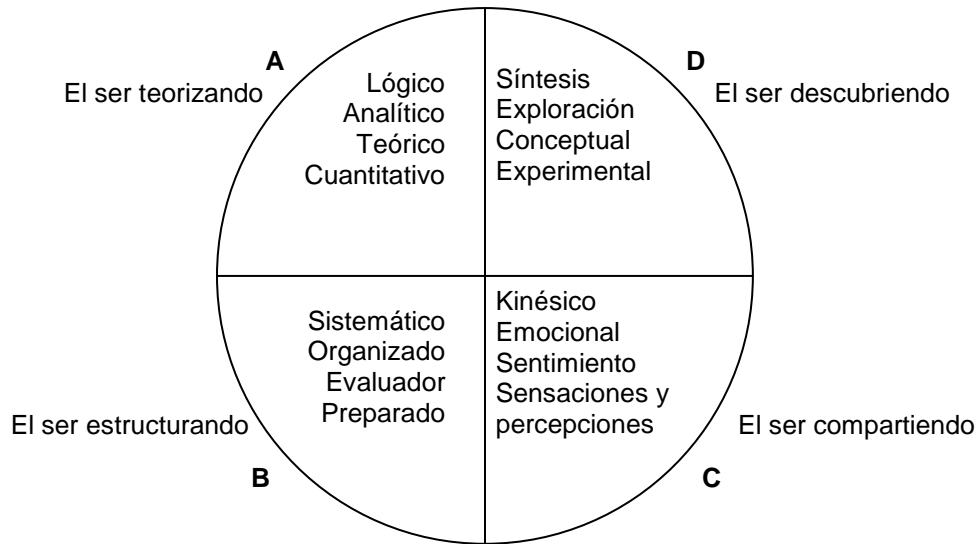 A
El ser teorizando
Lógico
Analítico
Teórico
Cuantitativo
Síntesis
Exploración
Conceptual
Experimental
D
El ser descubriendo
Sistemático
Organizado
Evaluador
Preparado
El ser estructurando
B
Kinésico
Emocional
Sentimiento
Sensaciones y
percepciones
El ser compartiendo
C